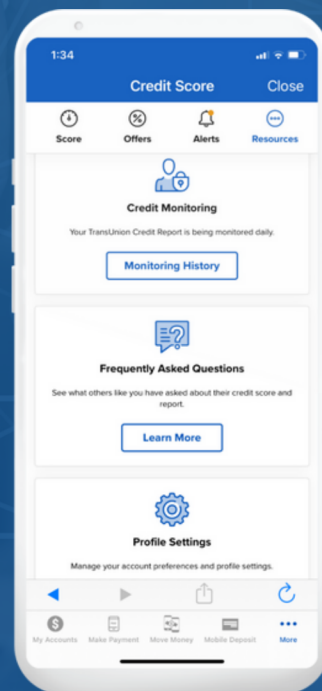 1:34
Credit Score
Close
Score
Offers
Alerts
Resources
Credit Monitoring
Your TransUnion Credit Report is being monitored daily.
Monitoring History
Frequently Asked Questions
See what others like you have asked about their credit score and
report.
Learn More
Profile Settings
Manage your account preferences and profile settings.
My Accounts
Make Payment
Move Money
Mobile Deposit
More